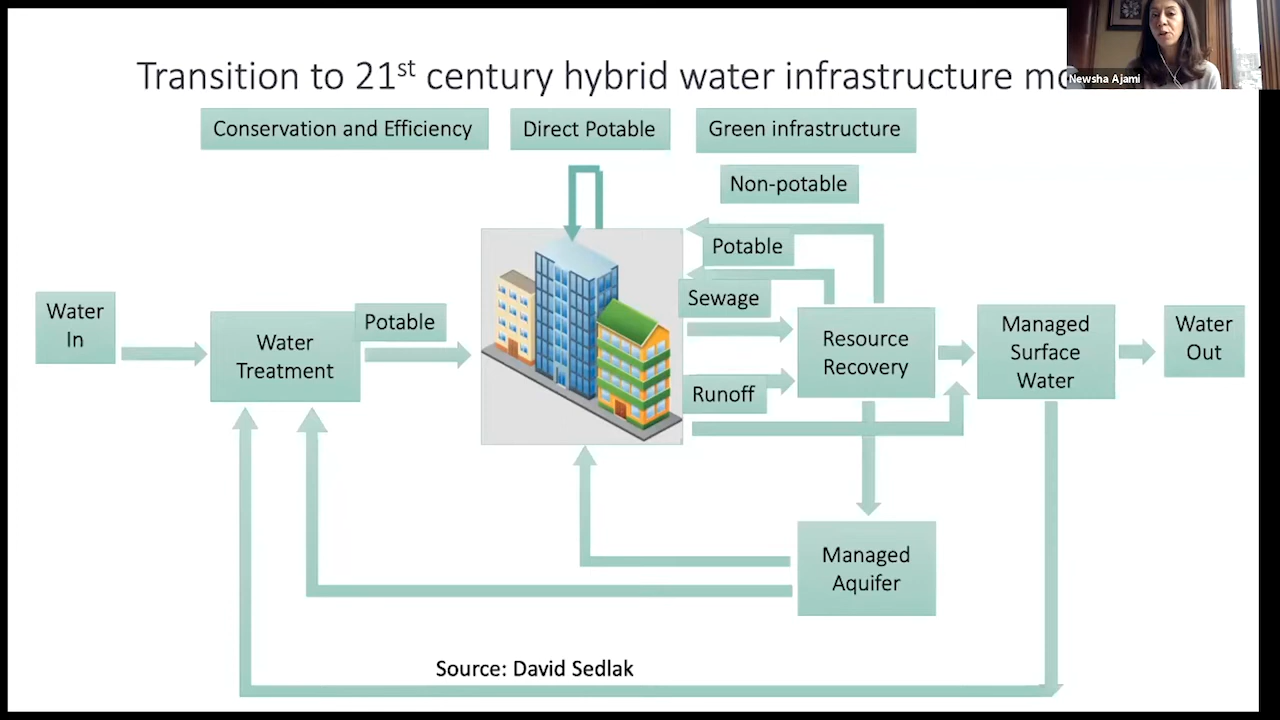 Transition to 21st century hybrid water infrastructure
Newsha Ajami
Conservation and Efficiency
Direct Potable
Green infrastructure
Non-potable
Potable
Sewage
Water
In
Water
Treatment
Potable
Runoff
Resource
Recovery
Managed
Surface
Water
Water
Out
Managed
Aquifer
Source: David Sedlak